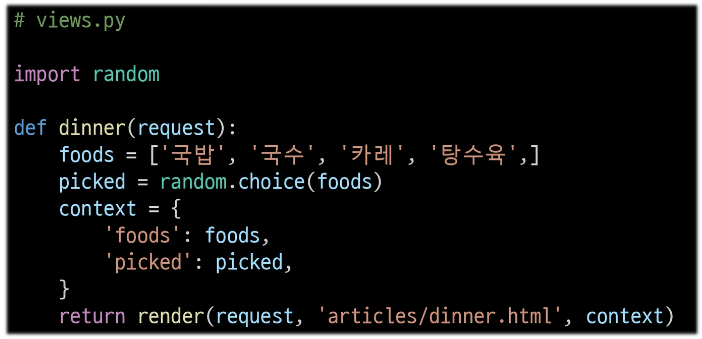 # views.py
import random
def dinner(request):
    foods = ['국밥', '국수', '카레', '탕수육',]
    picked = random.choice(foods)
    context = {
        'foods': foods,
        'picked': picked,
    }
    return render(request, 'articles/dinner.html', context)